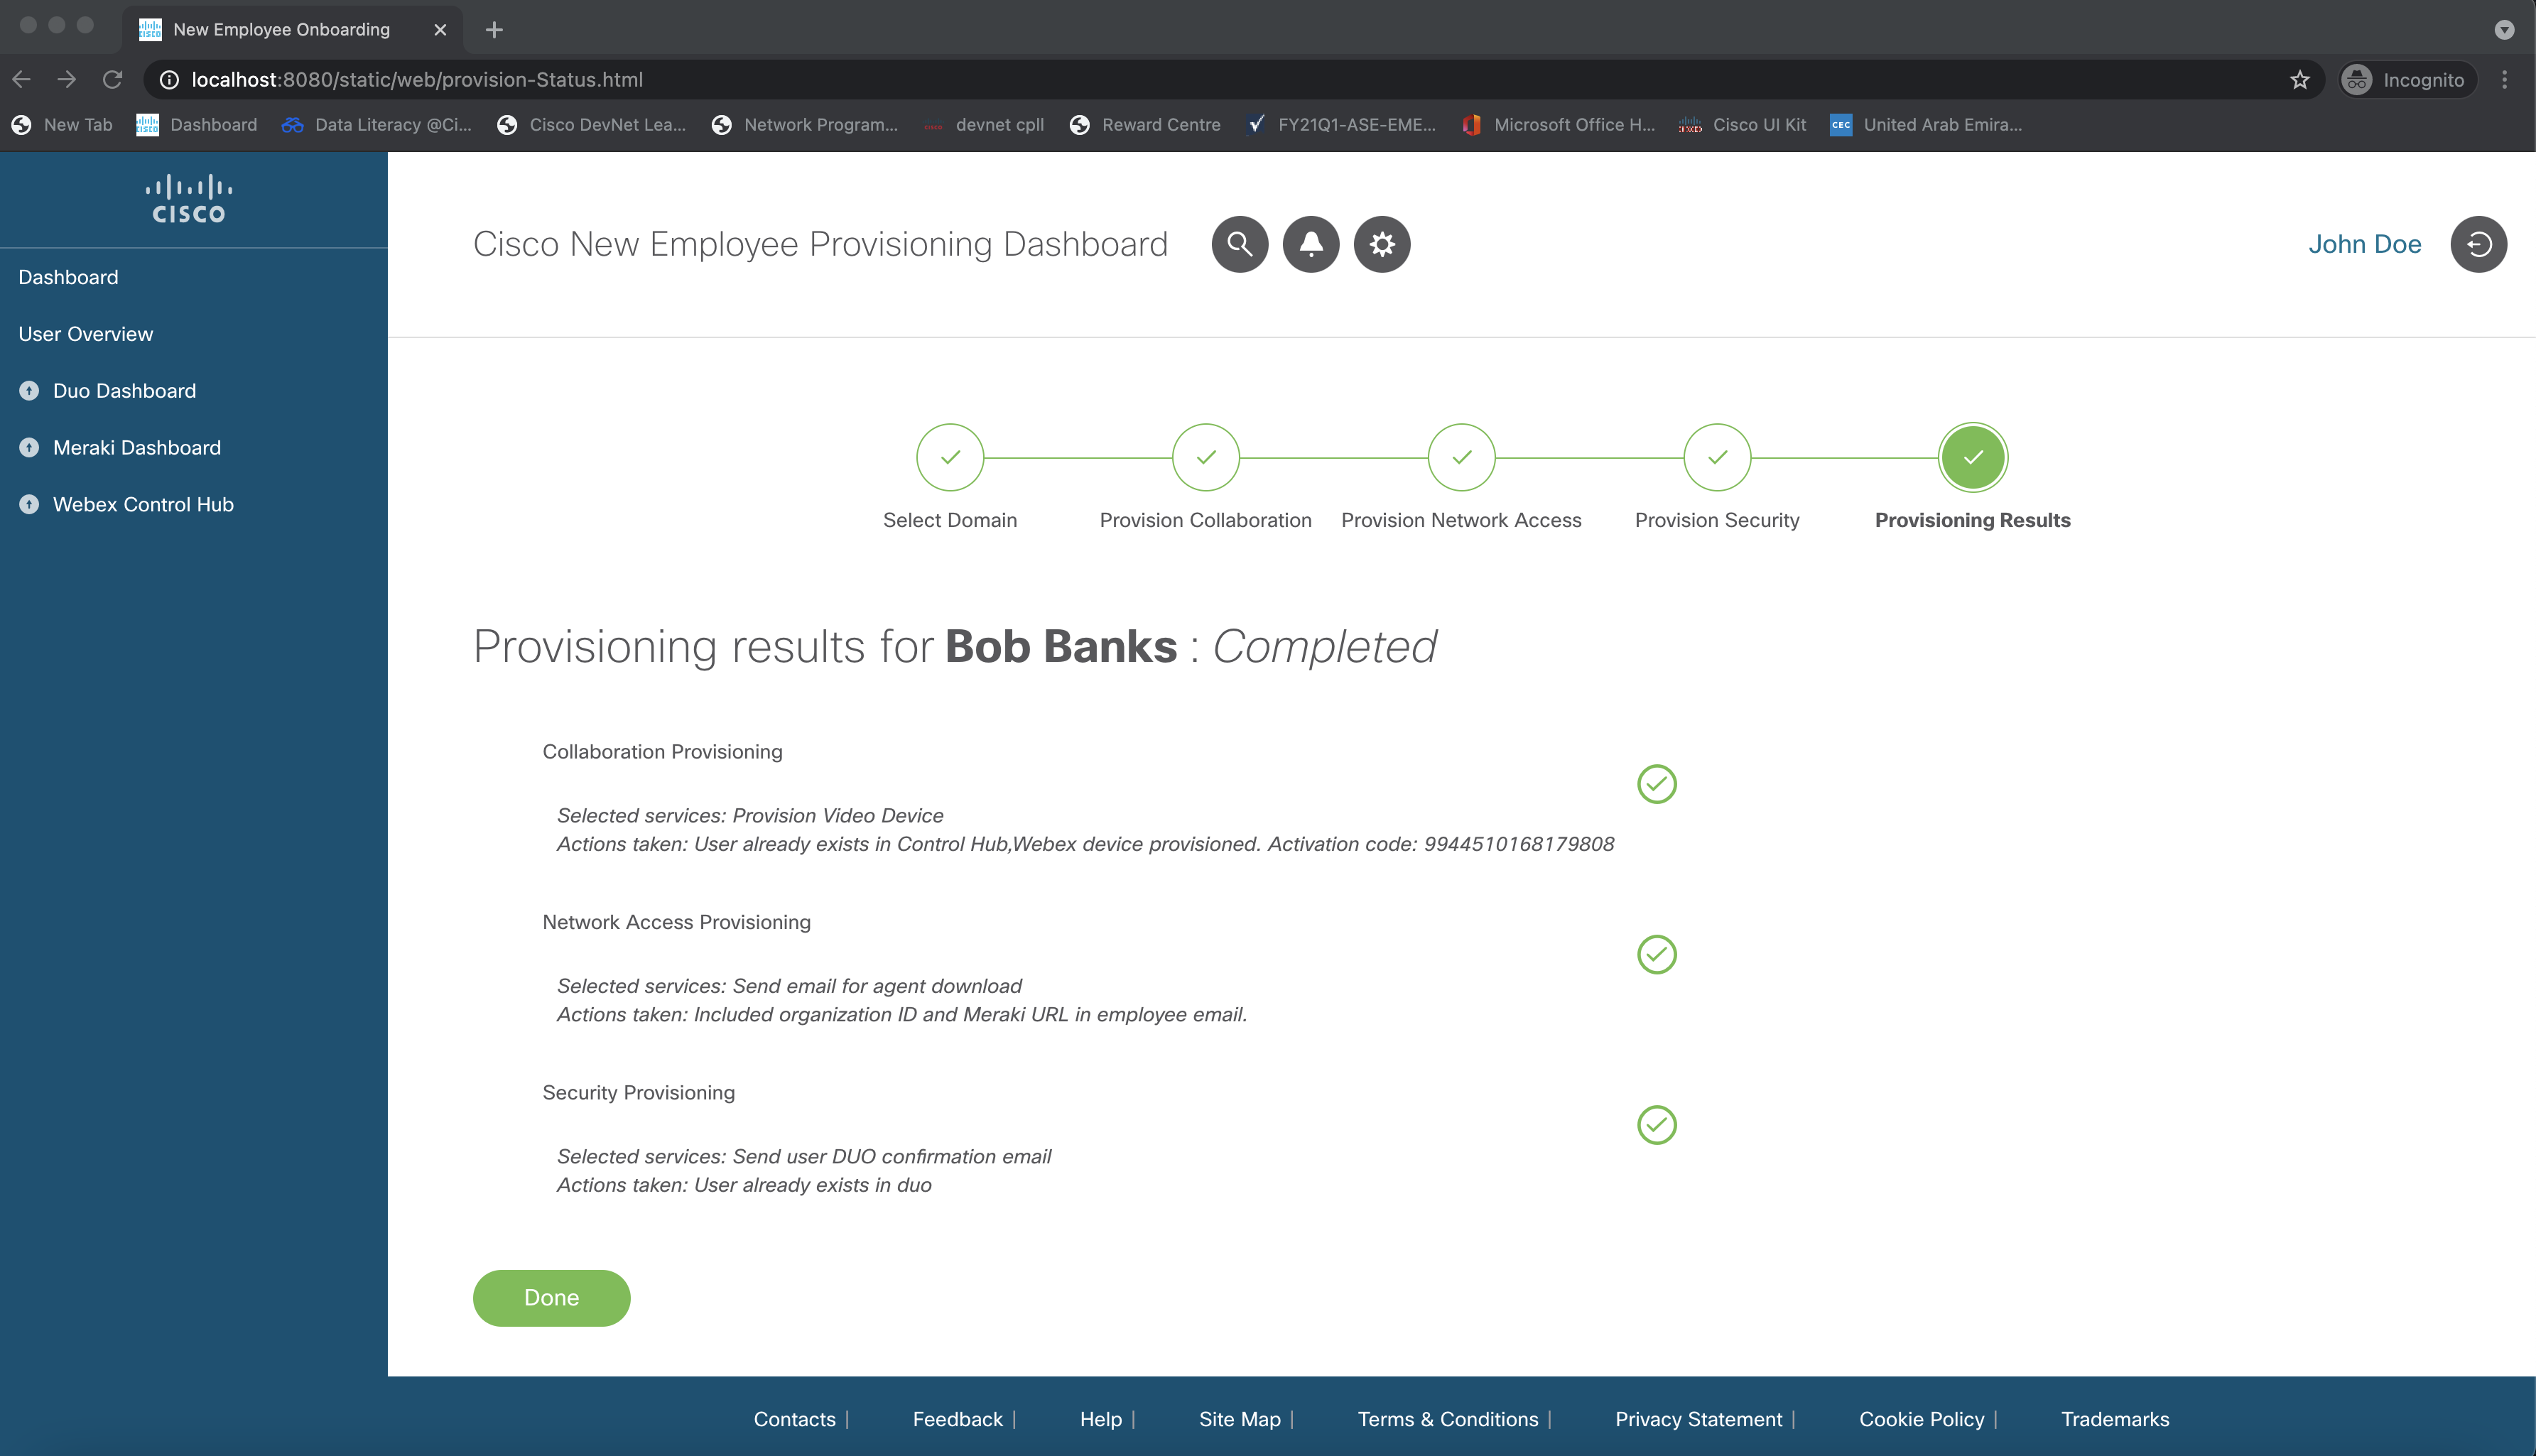 New Employee Onboarding
localhost:8080/static/web/provision-Status.html
Incognito
New Tab
Dashboard
Data Literacy @Ci...
Cisco DevNet Lea...
Network Program...
devnet cpll
Reward Centre
FY21Q1-ASE-EME...
Microsoft Office H...
Cisco UI Kit
CEC
United Arab Emira...
CISCO
Cisco New Employee Provisioning Dashboard
John Doe
Dashboard
User Overview
Duo Dashboard
Meraki Dashboard
Webex Control Hub
Select Domain
Provision Collaboration
Provision Network Access
Provision Security
Provisioning Results
Provisioning results for Bob Banks : Completed
Collaboration Provisioning
Selected services: Provision Video Device
Actions taken: User already exists in Control Hub,Webex device provisioned. Activation code: 9944510168179808
Network Access Provisioning
Selected services: Send email for agent download
Actions taken: Included organization ID and Meraki URL in employee email.
Security Provisioning
Selected services: Send user DUO confirmation email
Actions taken: User already exists in duo
Done
Contacts |
Feedback |
Help |
Site Map |
Terms & Conditions |
Privacy Statement |
Cookie Policy |
Trademarks